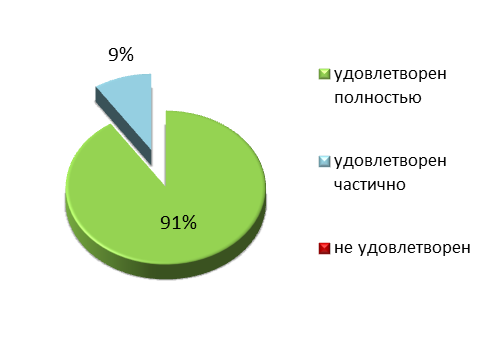 9%
91%
удовлетворен
полностью
удовлетворен
частично
не удовлетворен